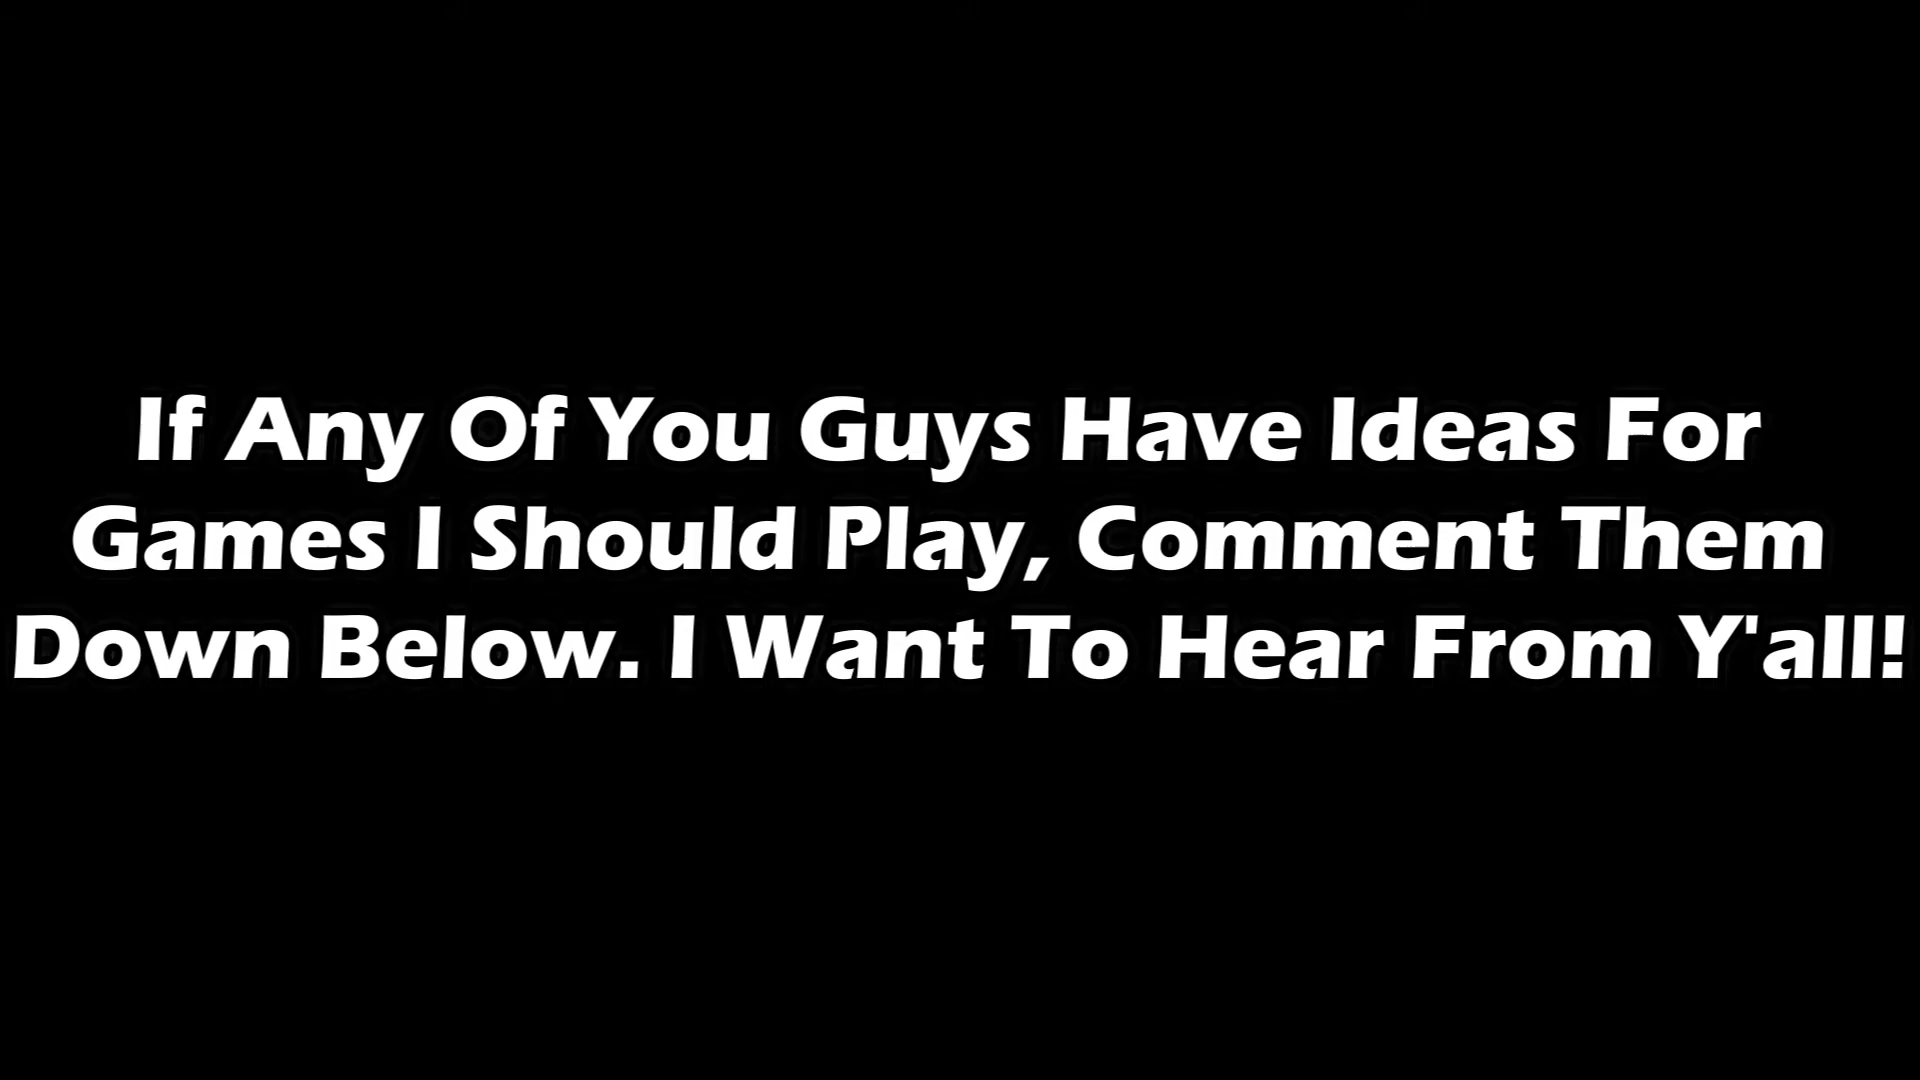 If Any Of You Guys Have Ideas For
Games I Should Play, Comment Them
Down Below. I Want To Hear From Y'all!